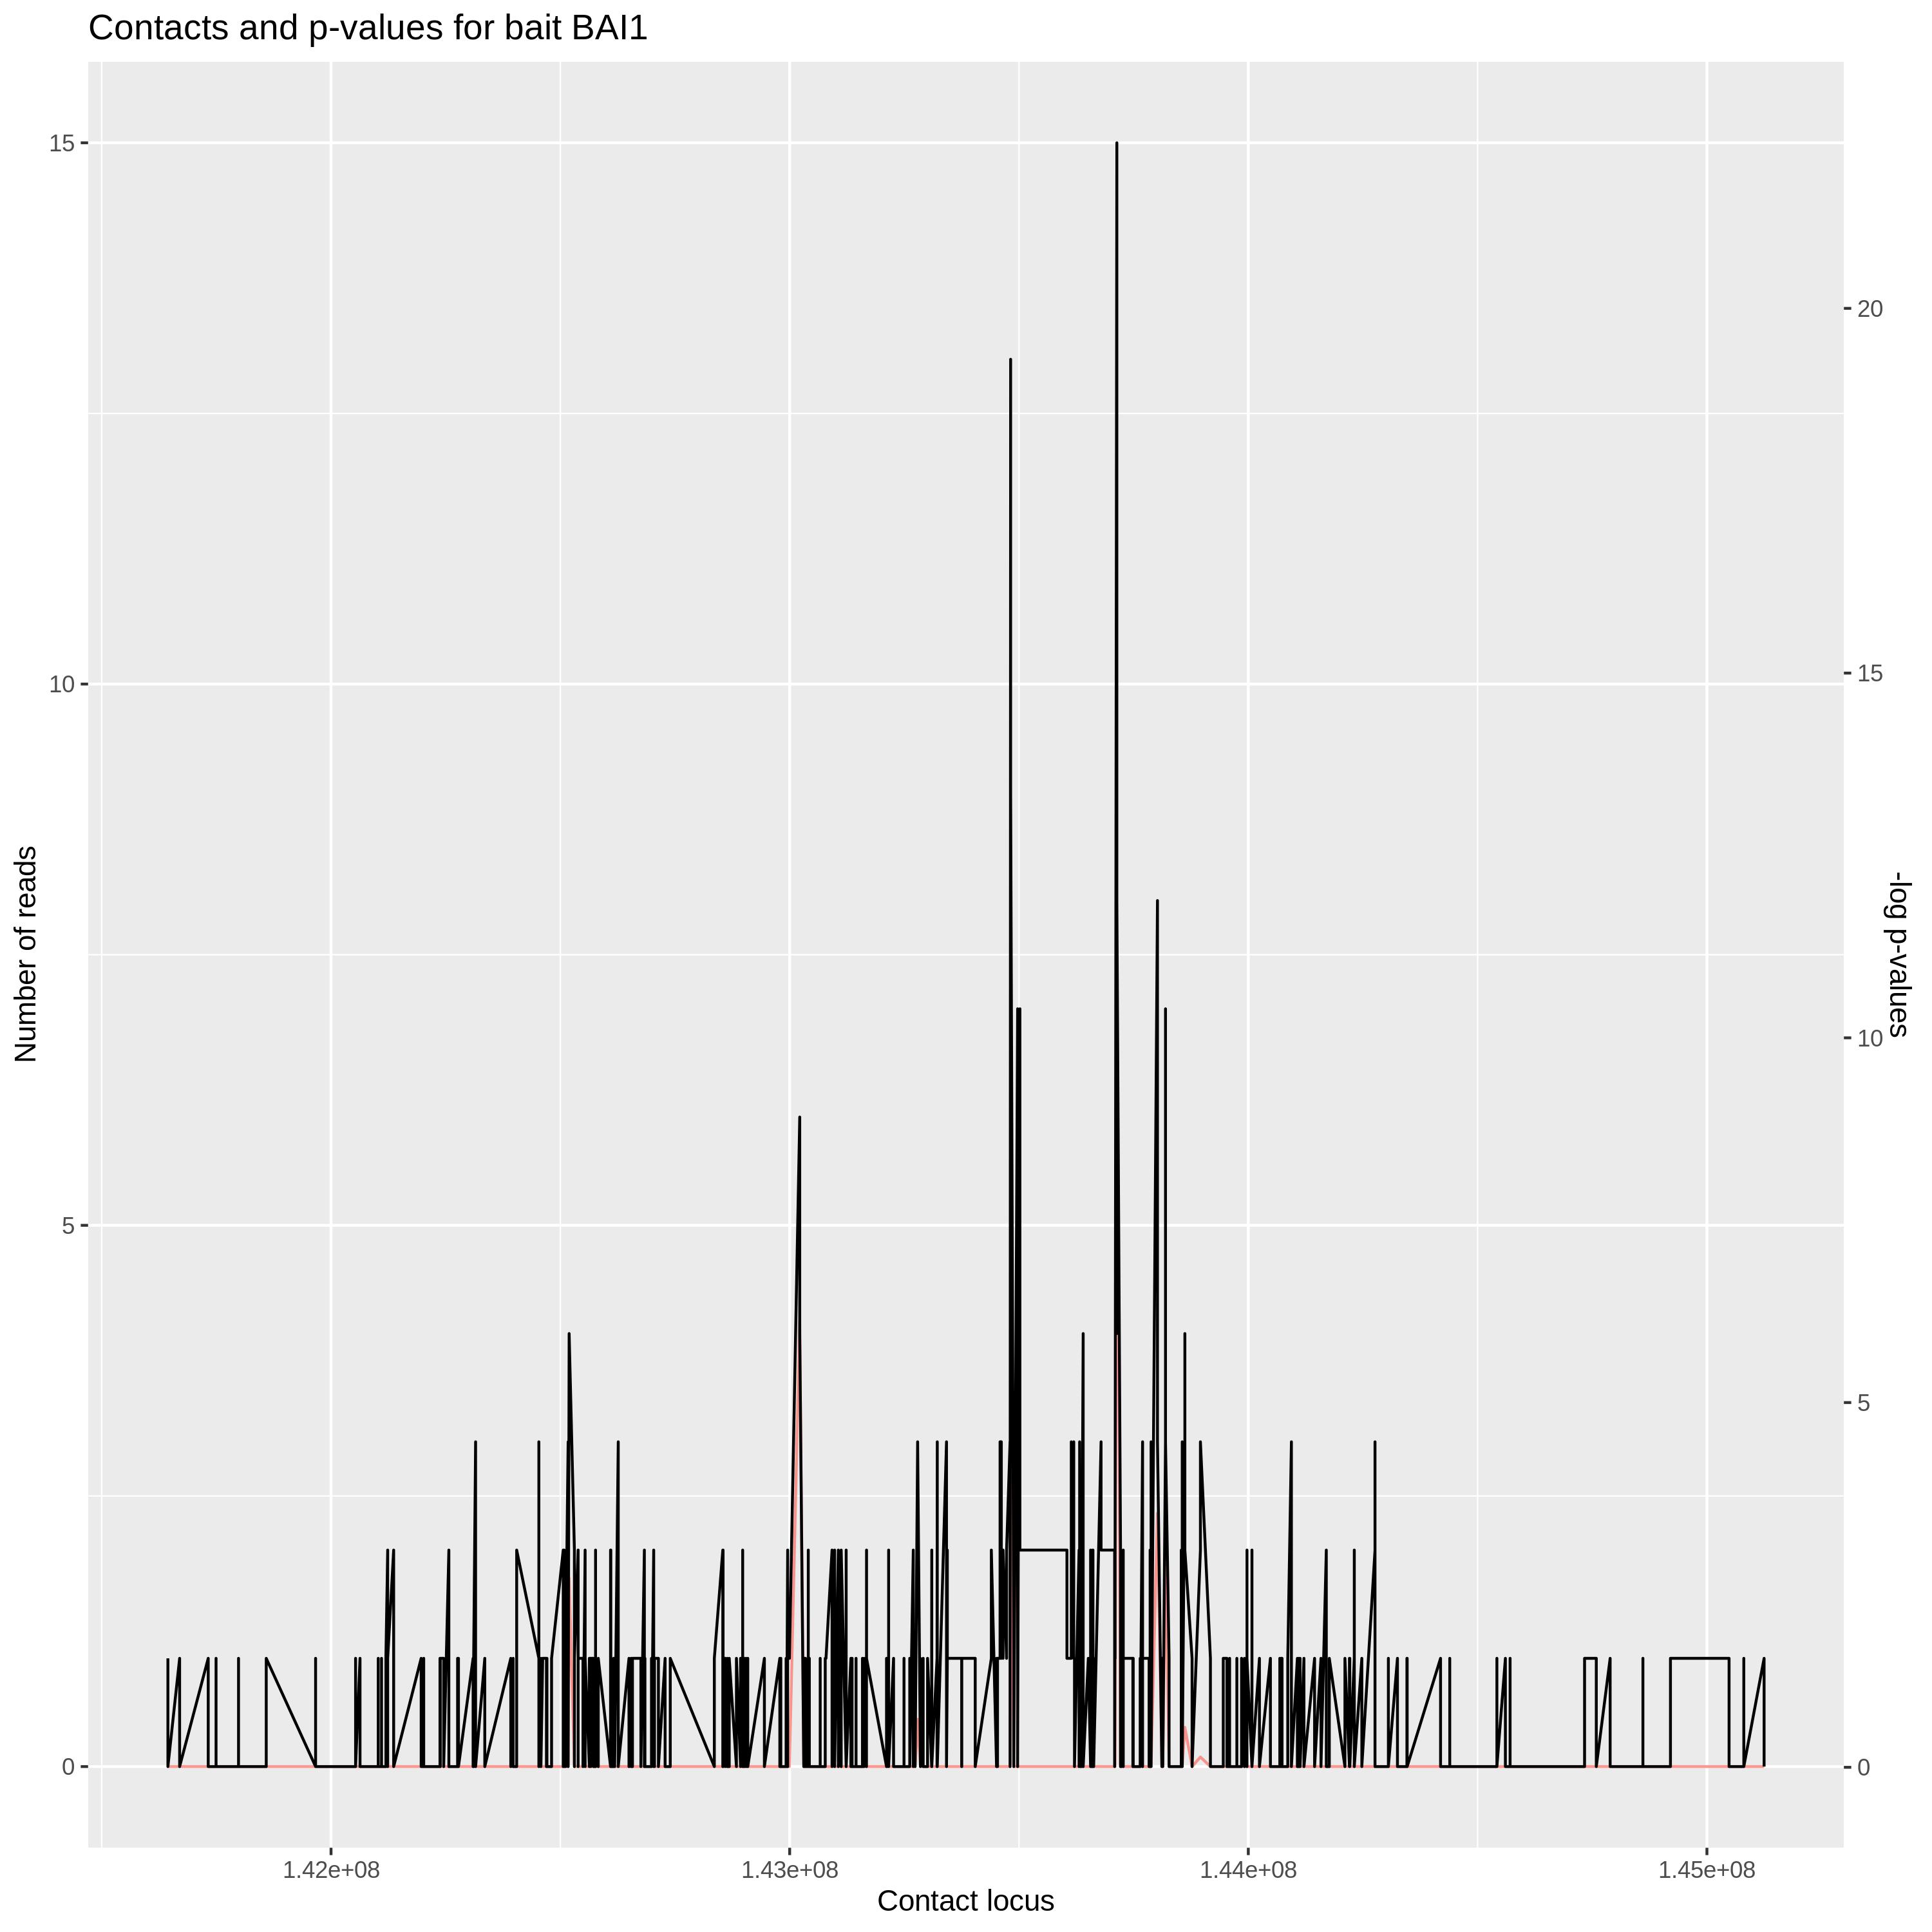 Contacts and p-values for bait BAI1
15
10
5
0
Number of reads
20
15
10
5
0
-log p-values
1.42e+08
1.43e+08
1.44e+08
1.45e+08
Contact locus